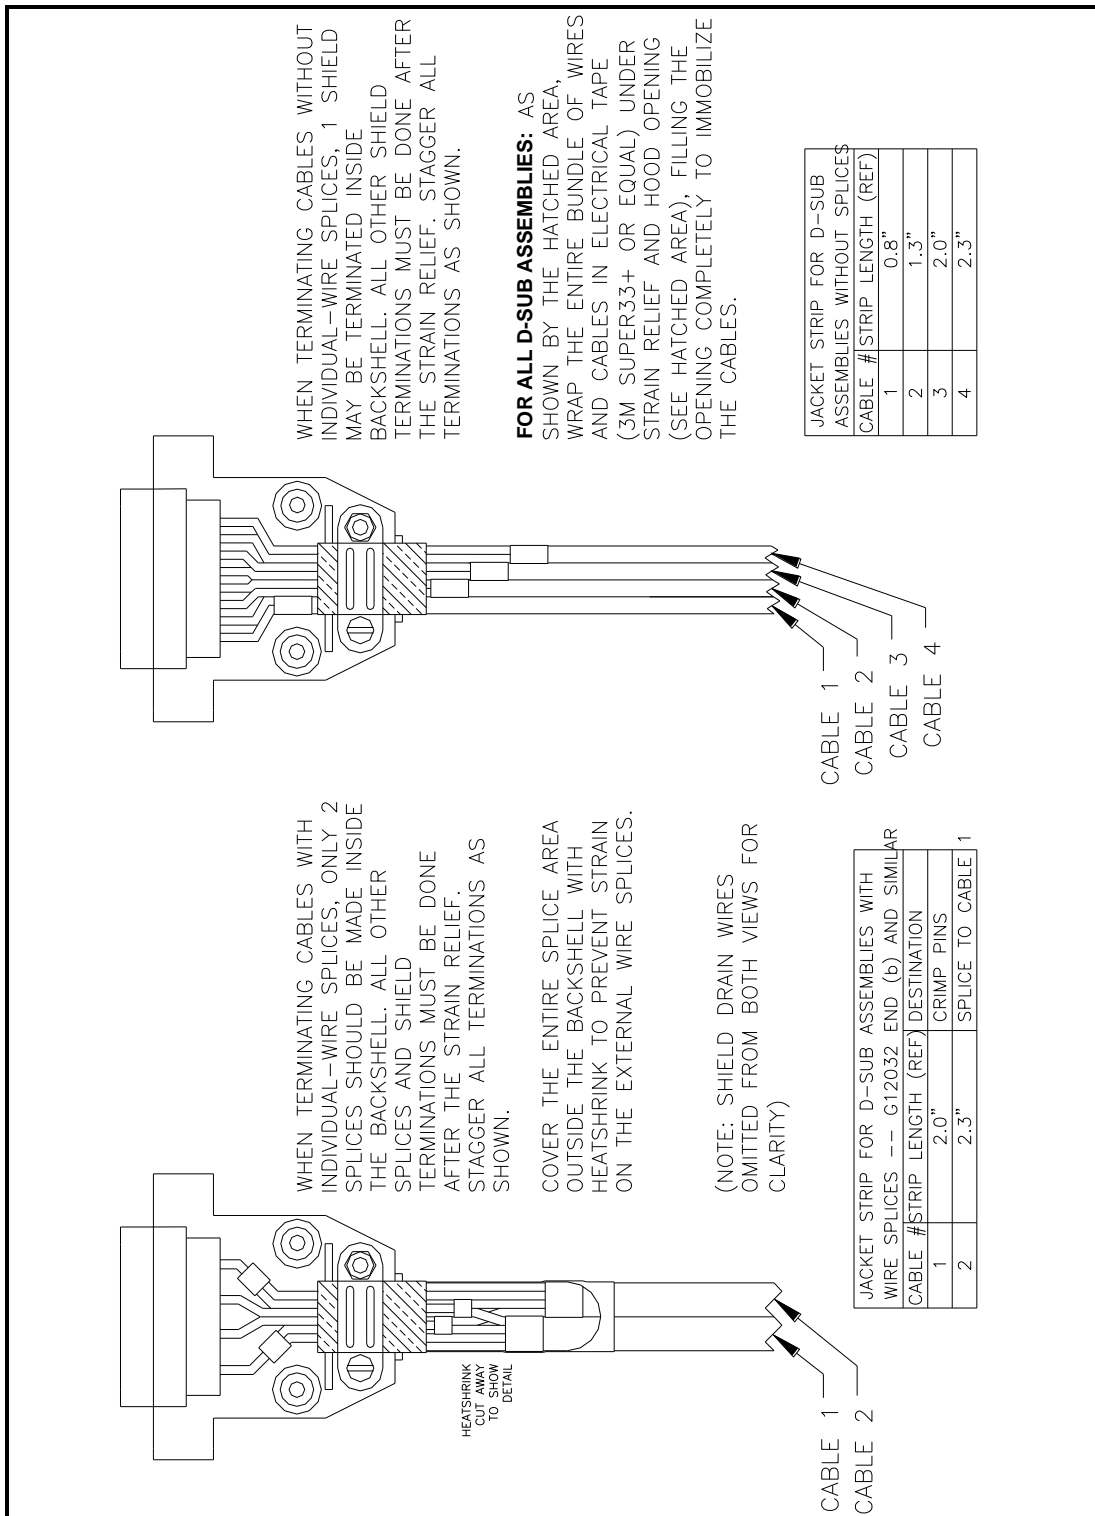 WHEN TERMINATING CABLES WITH
INDIVIDUAL-WIRE SPLICES, ONLY 2
SPLICES SHOULD BE MADE INSIDE
THE BACKSHELL. ALL OTHER
SPLICES AND SHIELD
TERMINATIONS MUST BE DONE
AFTER THE STRAIN RELIEF.
STAGGER ALL TERMINATIONS AS
SHOWN.
COVER THE ENTIRE SPLICE AREA
OUTSIDE THE BACKSHELL WITH
HEATSHRINK TO PREVENT STRAIN
ON THE EXTERNAL WIRE SPLICES.
(NOTE: SHIELD DRAIN WIRES
OMITTED FROM BOTH VIEWS FOR
CLARITY)
HEATSHRINK
CUT AWAY
TO SHOW
DETAIL
CABLE 1
CABLE 2
JACKET STRIP FOR D-SUB ASSEMBLIES WITH
WIRE SPLICES -- G12032 END (b) AND SIMILAR
CABLE # STRIP LENGTH (REF) DESTINATION
1 2.0" CRIMP PINS
2 2.3" SPLICE TO CABLE 1
WHEN TERMINATING CABLES WITHOUT
INDIVIDUAL-WIRE SPLICES, 1 SHIELD
MAY BE TERMINATED INSIDE
BACKSHELL. ALL OTHER SHIELD
TERMINATIONS MUST BE DONE AFTER
THE STRAIN RELIEF. STAGGER ALL
TERMINATIONS AS SHOWN.
FOR ALL D-SUB ASSEMBLIES: AS
SHOWN BY THE HATCHED AREA,
WRAP THE ENTIRE BUNDLE OF WIRES
AND CABLES IN ELECTRICAL TAPE
(3M SUPER33+ OR EQUAL) UNDER
STRAIN RELIEF AND HOOD OPENING
(SEE HATCHED AREA), FILLING THE
OPENING COMPLETELY TO IMMOBILIZE
THE CABLES.
CABLE 1
CABLE 2
CABLE 3
CABLE 4
JACKET STRIP FOR D-SUB
ASSEMBLIES WITHOUT SPLICES
CABLE # STRIP LENGTH (REF)
1 0.8"
2 1.3"
3 2.0"
4 2.3"